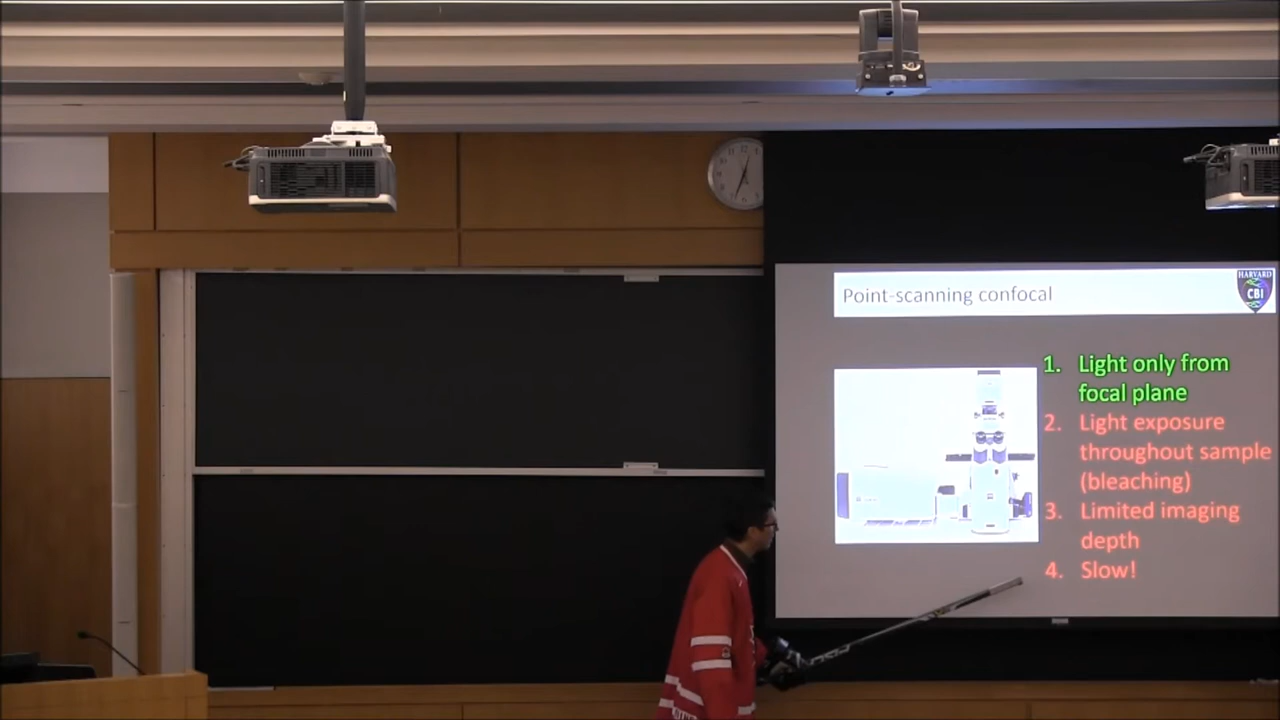 Point-scanning confocal
HARVARD
CBI
1. Light only from
focal plane
2. Light exposure
throughout sample
(bleaching)
3. Limited imaging
depth
4. Slow!